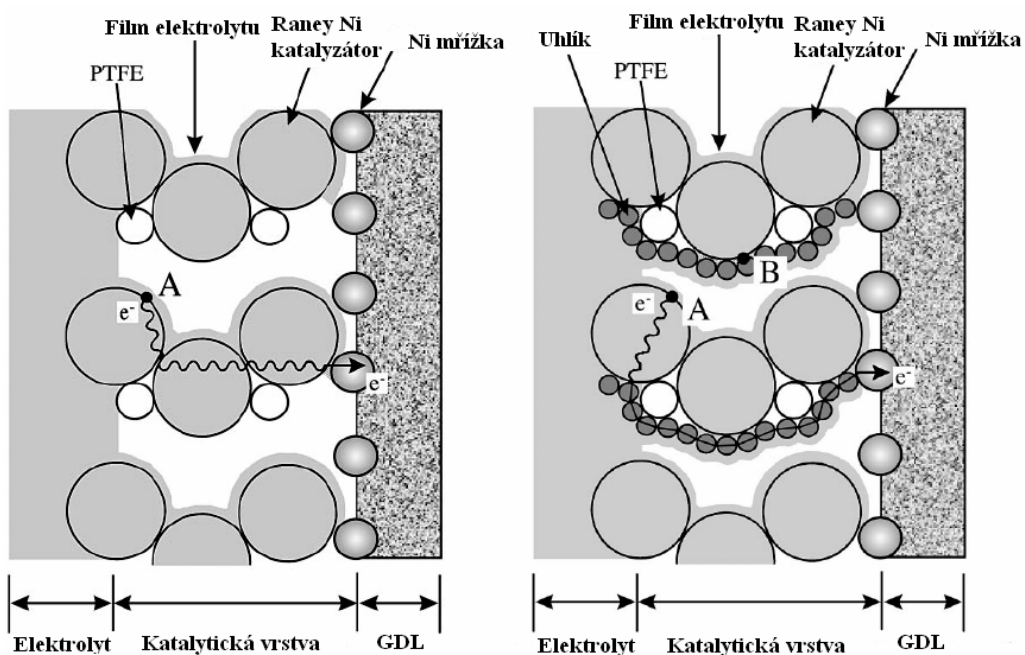 Film elektrolytu
Raney Ni
katalyzátor
Ni mřížka
PTFE
A
e-
e-
Elektrolyt
Katalytická vrstva
GDL
Film elektrolytu
Raney Ni
katalyzátor
Ni mřížka
Uhlík
PTFE
B
A
e-
e-
Elektrolyt
Katalytická vrstva
GDL